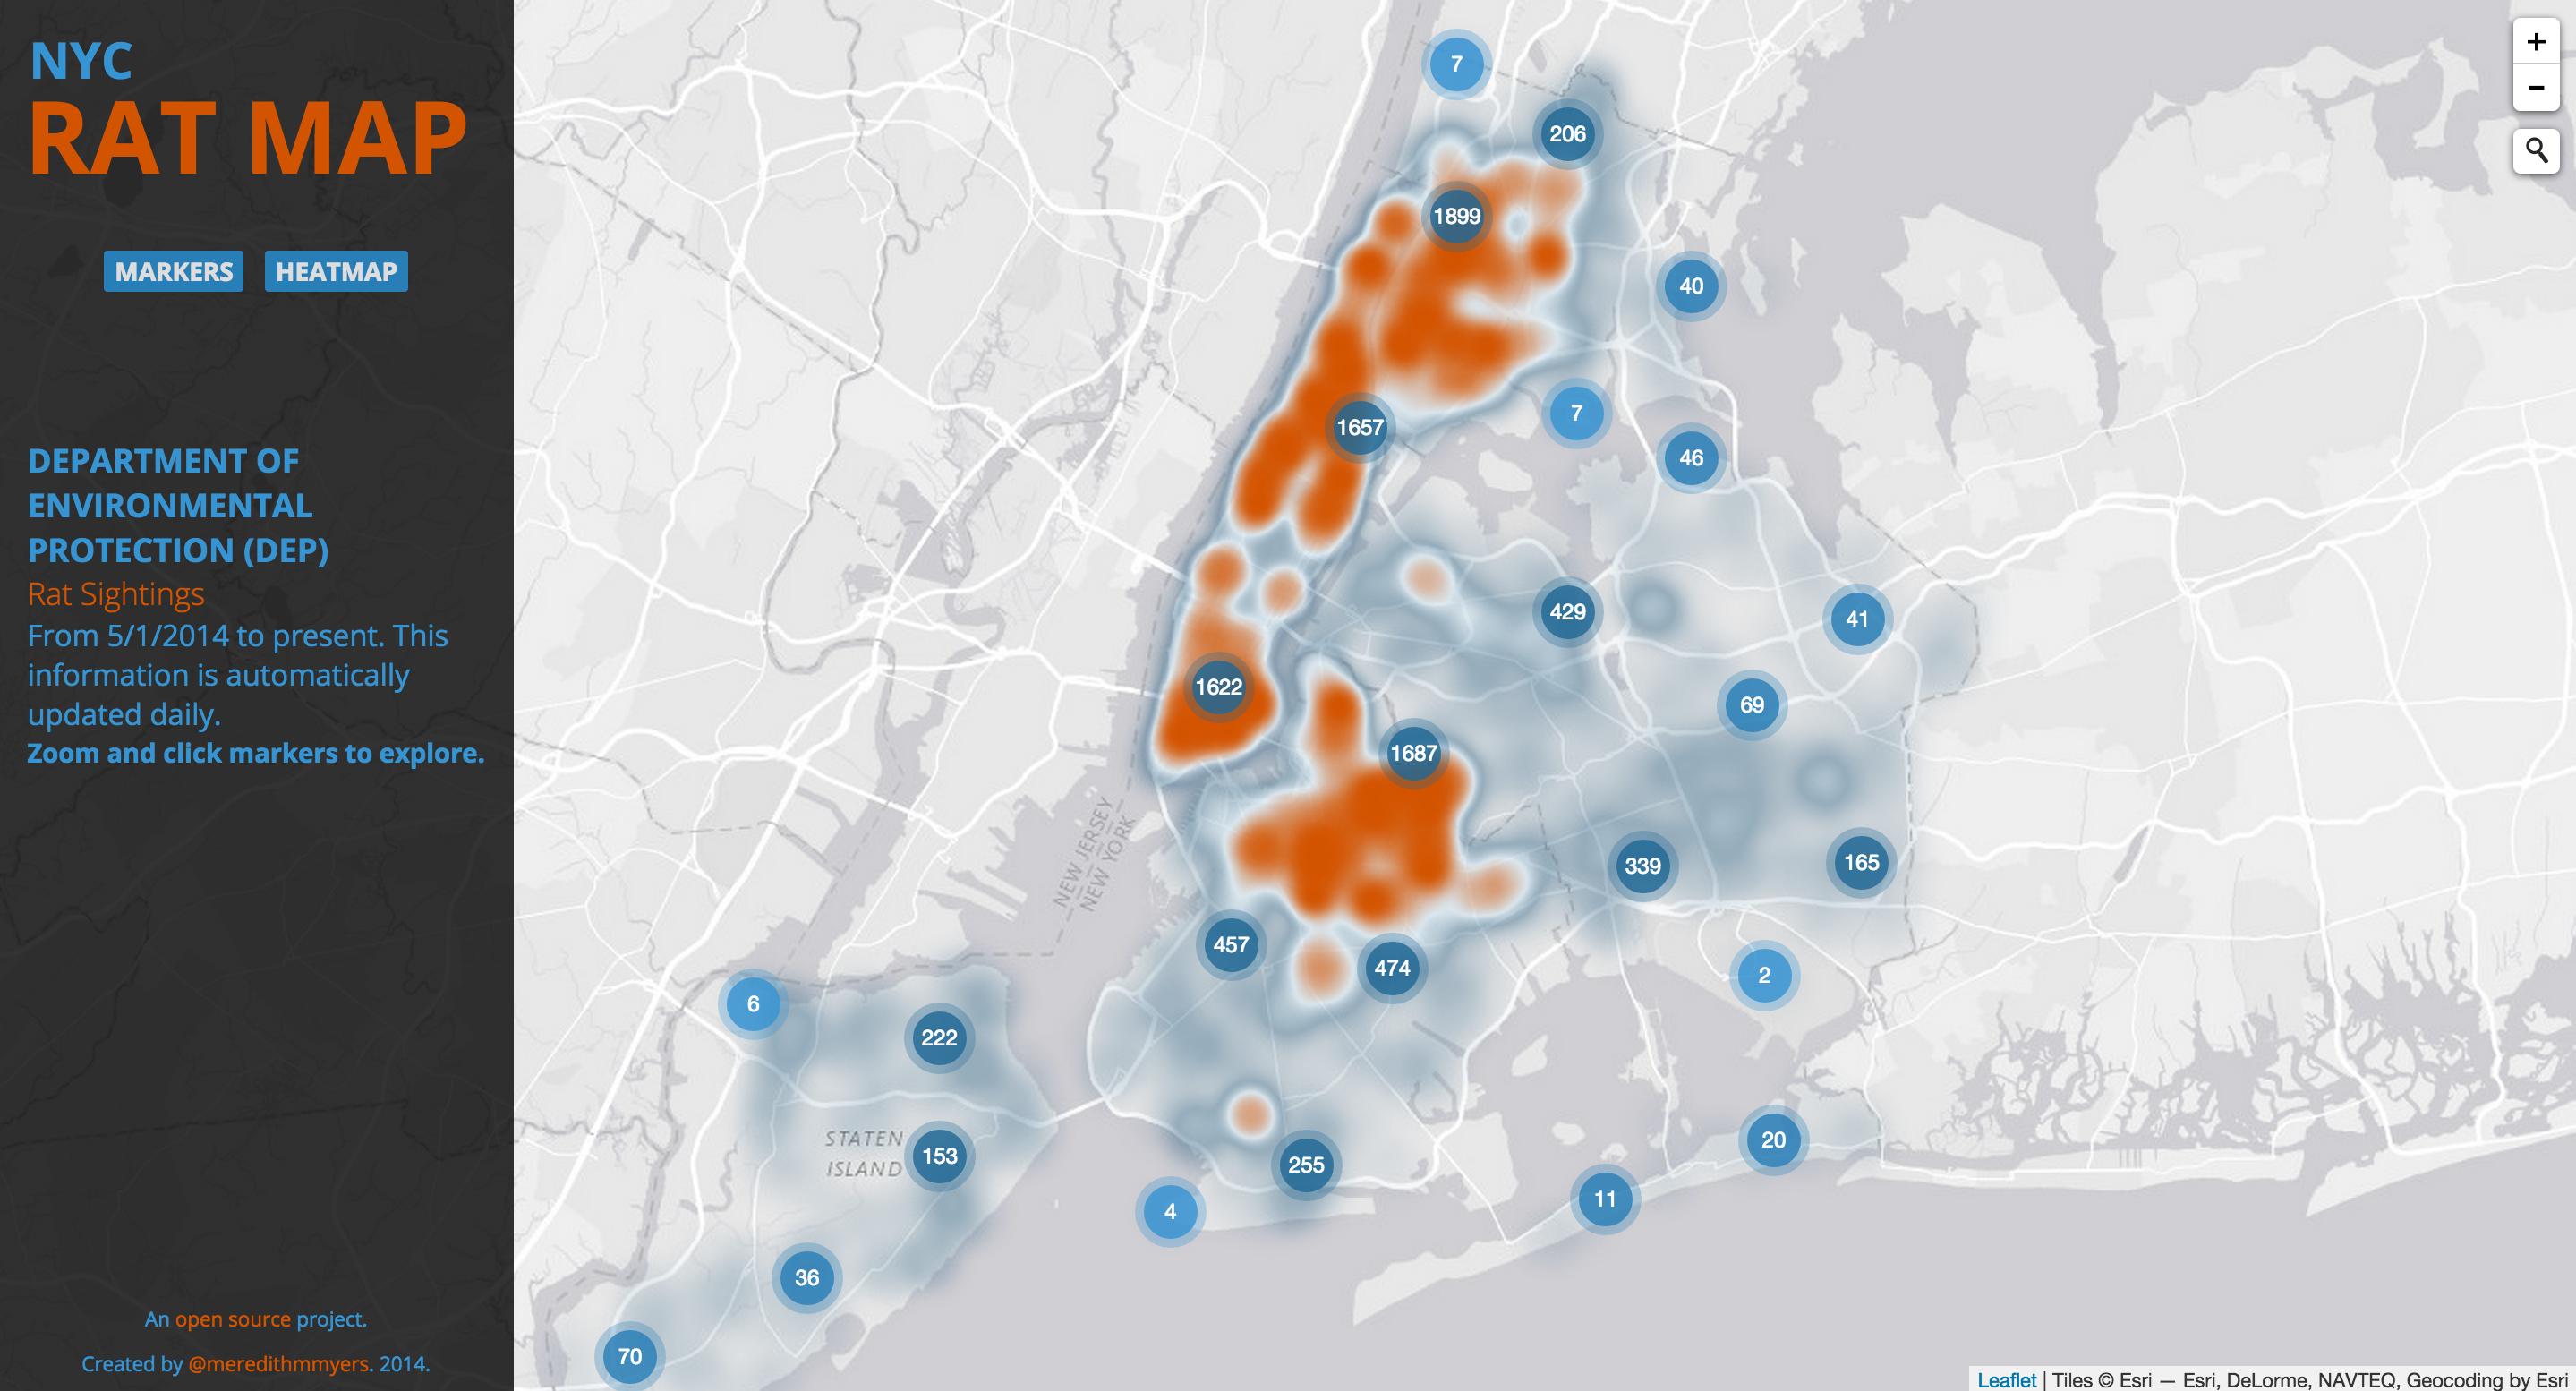 NYC
RAT MAP
MARKERS
HEATMAP
DEPARTMENT OF
ENVIRONMENTAL
PROTECTION (DEP)
Rat Sightings
From 5/1/2014 to present. This
information is automatically
updated daily.
Zoom and click markers to explore.
An open source project.
Created by @meredithmmyers. 2014.
+
−
7
206
1899
40
7
1657
46
429
41
1622
69
1687
339
165
NEW JERSEY
NEW YORK
457
474
2
6
222
STATEN
ISLAND
153
20
255
11
4
36
70
Leaflet | Tiles © Esri — Esri, DeLorme, NAVTEQ, Geocoding by Esri